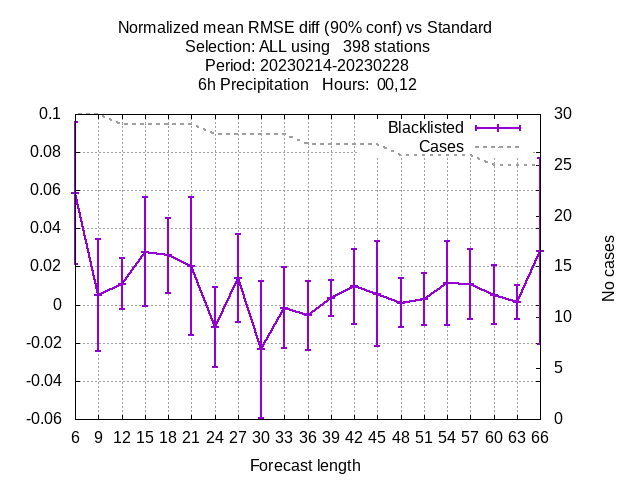 Normalized mean RMSE diff (90% conf) vs Standard
Selection: ALL using   398 stations
Period: 20230214-20230228
6h Precipitation   Hours:  00,12
Blacklisted
Cases
0.1
0.08
0.06
0.04
0.02
0
-0.02
-0.04
-0.06
30
25
20
15
10
5
0
No cases
6 9 12 15 18 21 24 27 30 33 36 39 42 45 48 51 54 57 60 63 66
Forecast length